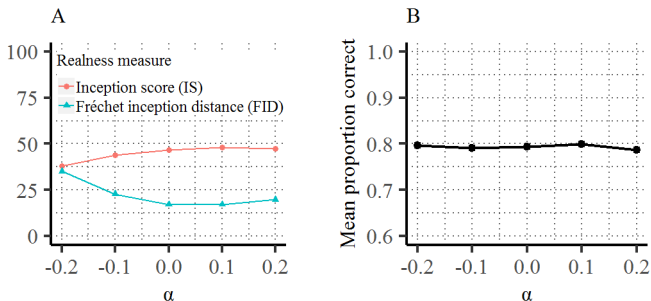 A
Realness measure
Inception score (IS)
Fréchet inception distance (FID)
100
75
50
25
0
-0.2 -0.1 0.0 0.1 0.2
α
B
Mean proportion correct
1.0
0.9
0.8
0.7
0.6
-0.2 -0.1 0.0 0.1 0.2
α